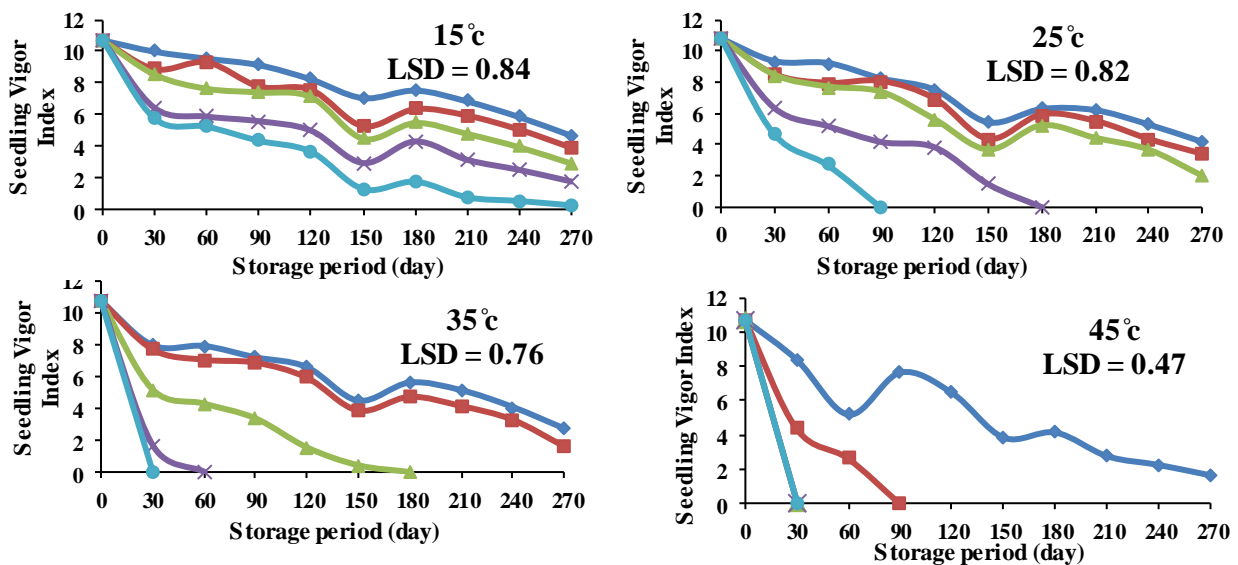 12
10
8
6
4
2
0
Seedling Vigor
Index
15°c
LSD = 0.84
0 30 60 90 120 150 180 210 240 270
Storage period (day)
12
10
8
6
4
2
0
Seedling Vigor
Index
25°c
LSD = 0.82
0 30 60 90 120 150 180 210 240 270
Storage period (day)
12
10
8
6
4
2
0
Seedling Vigor
Index
35°c
LSD = 0.76
0 30 60 90 120 150 180 210 240 270
Storage period (day)
12
10
8
6
4
2
0
Seedling Vigor Index
45°c
LSD = 0.47
0 30 60 90 120 150 180 210 240 270
Storage period (day)